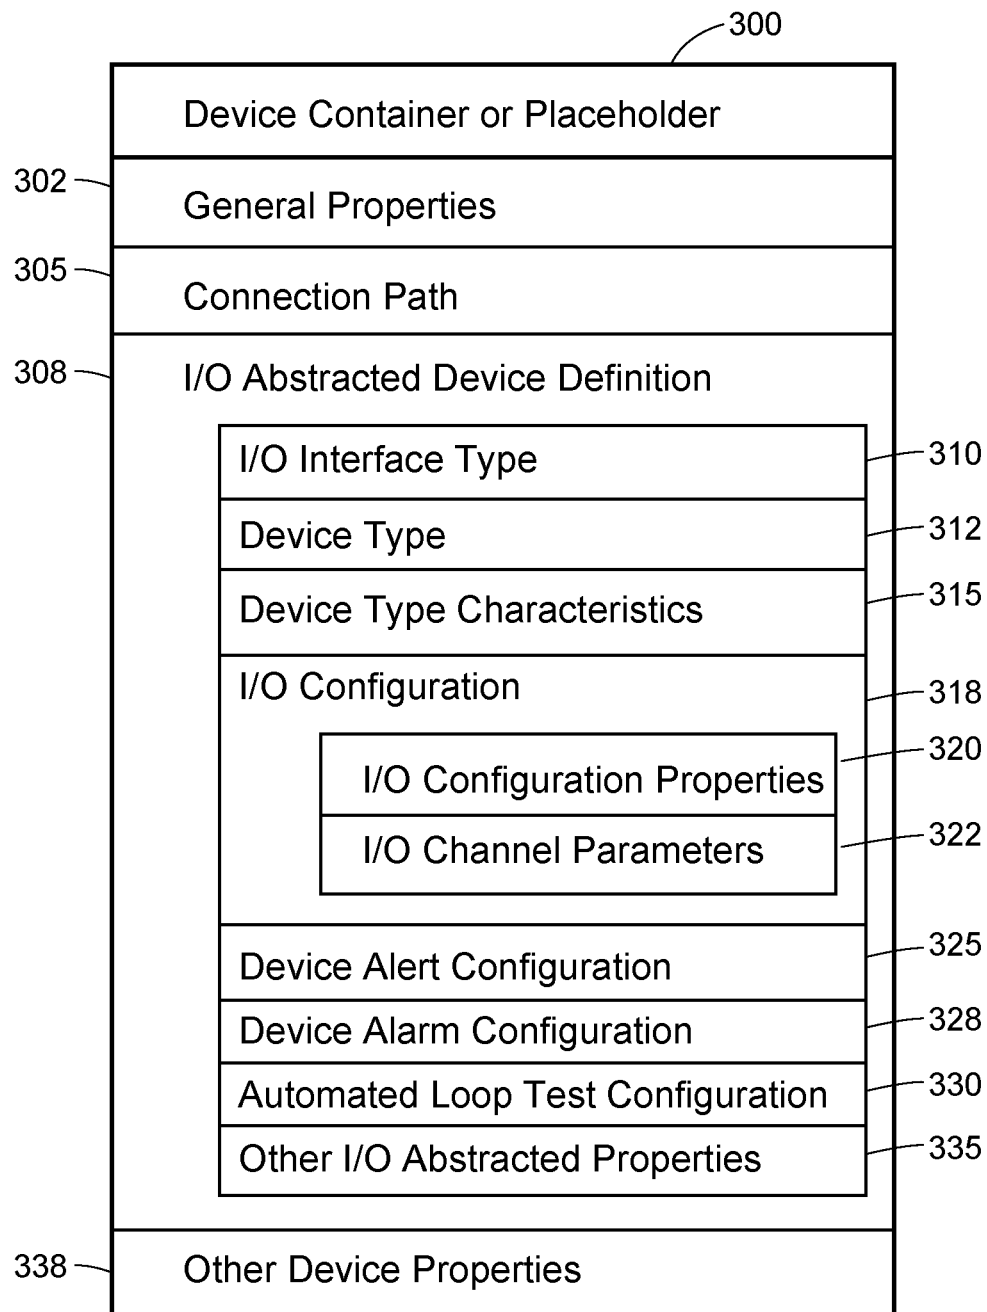 300
Device Container or Placeholder
302
General Properties
305
Connection Path
308
I/O Abstracted Device Definition
I/O Interface Type
310
Device Type
312
Device Type Characteristics
315
I/O Configuration
318
I/O Configuration Properties
320
I/O Channel Parameters
322
Device Alert Configuration
325
Device Alarm Configuration
328
Automated Loop Test Configuration
330
Other I/O Abstracted Properties
335
338
Other Device Properties